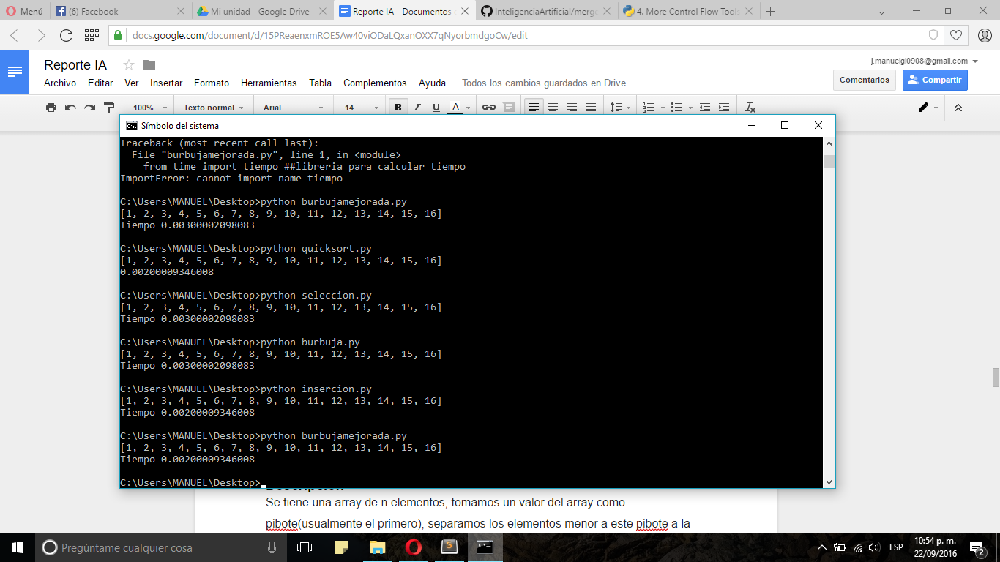 Menú
(6) Facebook
Mi unidad - Google Drive
Reporte IA - Documentos
InteligenciaArtificial/merge
4. More Control Flow Tools
docs.google.com/document/d/15PReaenxmROE5Aw40viODaLQxanOXX7qNyorbmdgoCw/edit
Reporte IA
j.manuelgl0908@gmail.com
Archivo Editar Ver Insertar Formato Herramientas Tabla Complementos Ayuda Todos los cambios guardados en Drive
Comentarios
Compartir
100% Texto normal Arial 14 B I U A
Símbolo del sistema
Traceback (most recent call last):
File "burbujamejorada.py", line 1, in <module>
from time import tiempo ##libreria para calcular tiempo
ImportError: cannot import name tiempo
C:\Users\MANUEL\Desktop>python burbujamejorada.py
[1, 2, 3, 4, 5, 6, 7, 8, 9, 10, 11, 12, 13, 14, 15, 16]
Tiempo 0.00300002098083
C:\Users\MANUEL\Desktop>python quicksort.py
[1, 2, 3, 4, 5, 6, 7, 8, 9, 10, 11, 12, 13, 14, 15, 16]
0.00200009346008
C:\Users\MANUEL\Desktop>python seleccion.py
[1, 2, 3, 4, 5, 6, 7, 8, 9, 10, 11, 12, 13, 14, 15, 16]
Tiempo 0.00300002098083
C:\Users\MANUEL\Desktop>python burbuja.py
[1, 2, 3, 4, 5, 6, 7, 8, 9, 10, 11, 12, 13, 14, 15, 16]
Tiempo 0.00300002098083
C:\Users\MANUEL\Desktop>python insercion.py
[1, 2, 3, 4, 5, 6, 7, 8, 9, 10, 11, 12, 13, 14, 15, 16]
Tiempo 0.00200009346008
C:\Users\MANUEL\Desktop>python burbujamejorada.py
[1, 2, 3, 4, 5, 6, 7, 8, 9, 10, 11, 12, 13, 14, 15, 16]
Tiempo 0.00200009346008
C:\Users\MANUEL\Desktop>
Se tiene una array de n elementos, tomamos un valor del array como
pibote(usualmente el primero), separamos los elementos menor a este pibote a la
Pregúntame cualquier cosa
ESP
10:54 p. m.
22/09/2016
2